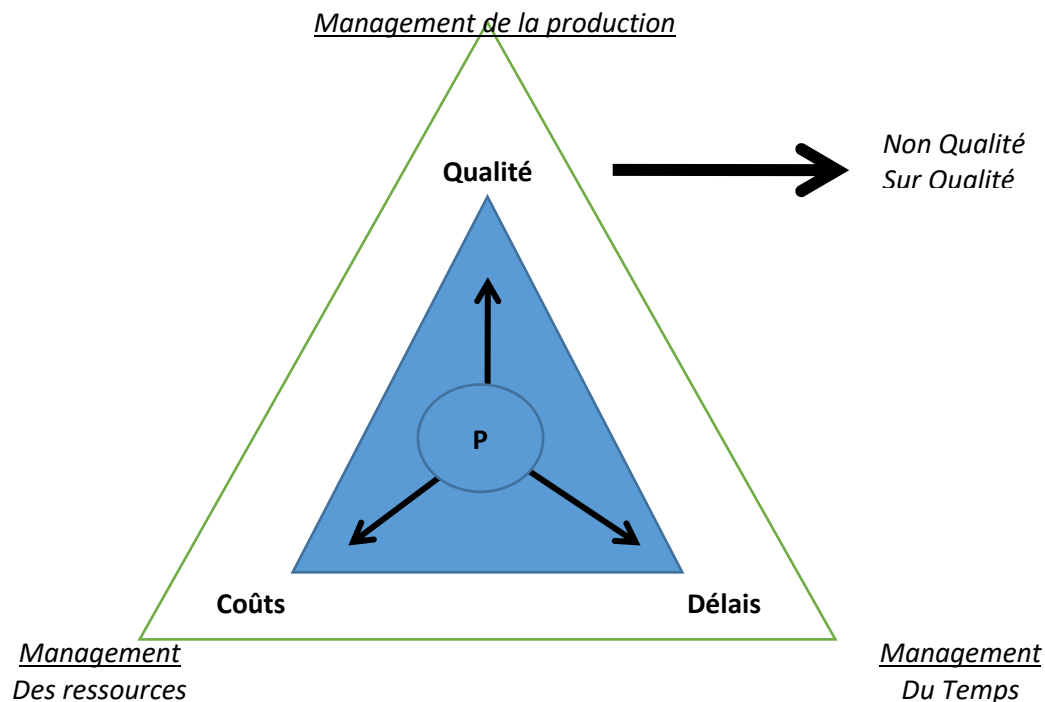 Management de la production
Non Qualité
Sur Qualité
Qualité
P
Coûts
Délais
Management
Des ressources
Management
Du Temps